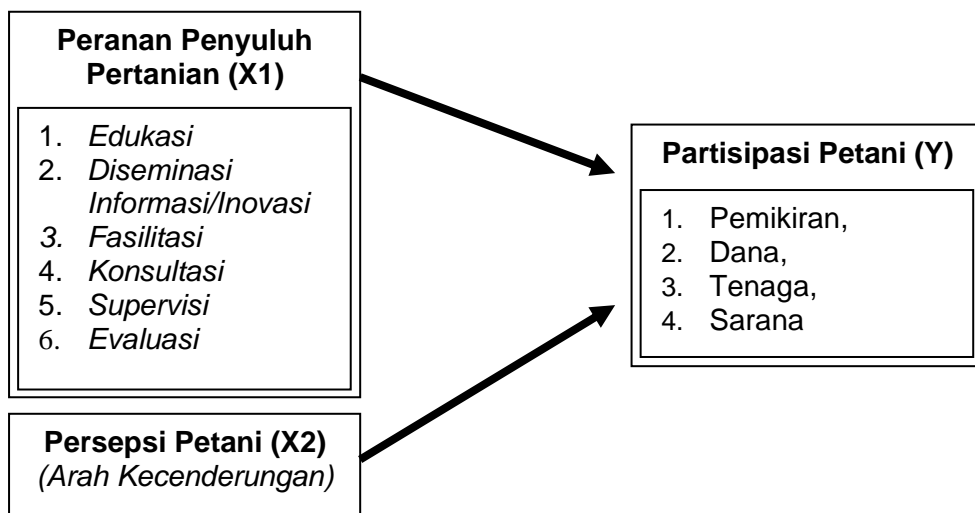 Peranan Penyuluh
Pertanian (X1)
1. Edukasi
2. Diseminasi
Informasi/Inovasi
3. Fasilitasi
4. Konsultasi
5. Supervisi
6. Evaluasi
Persepsi Petani (X2)
(Arah Kecenderungan)
Partisipasi Petani (Y)
1. Pemikiran,
2. Dana,
3. Tenaga,
4. Sarana